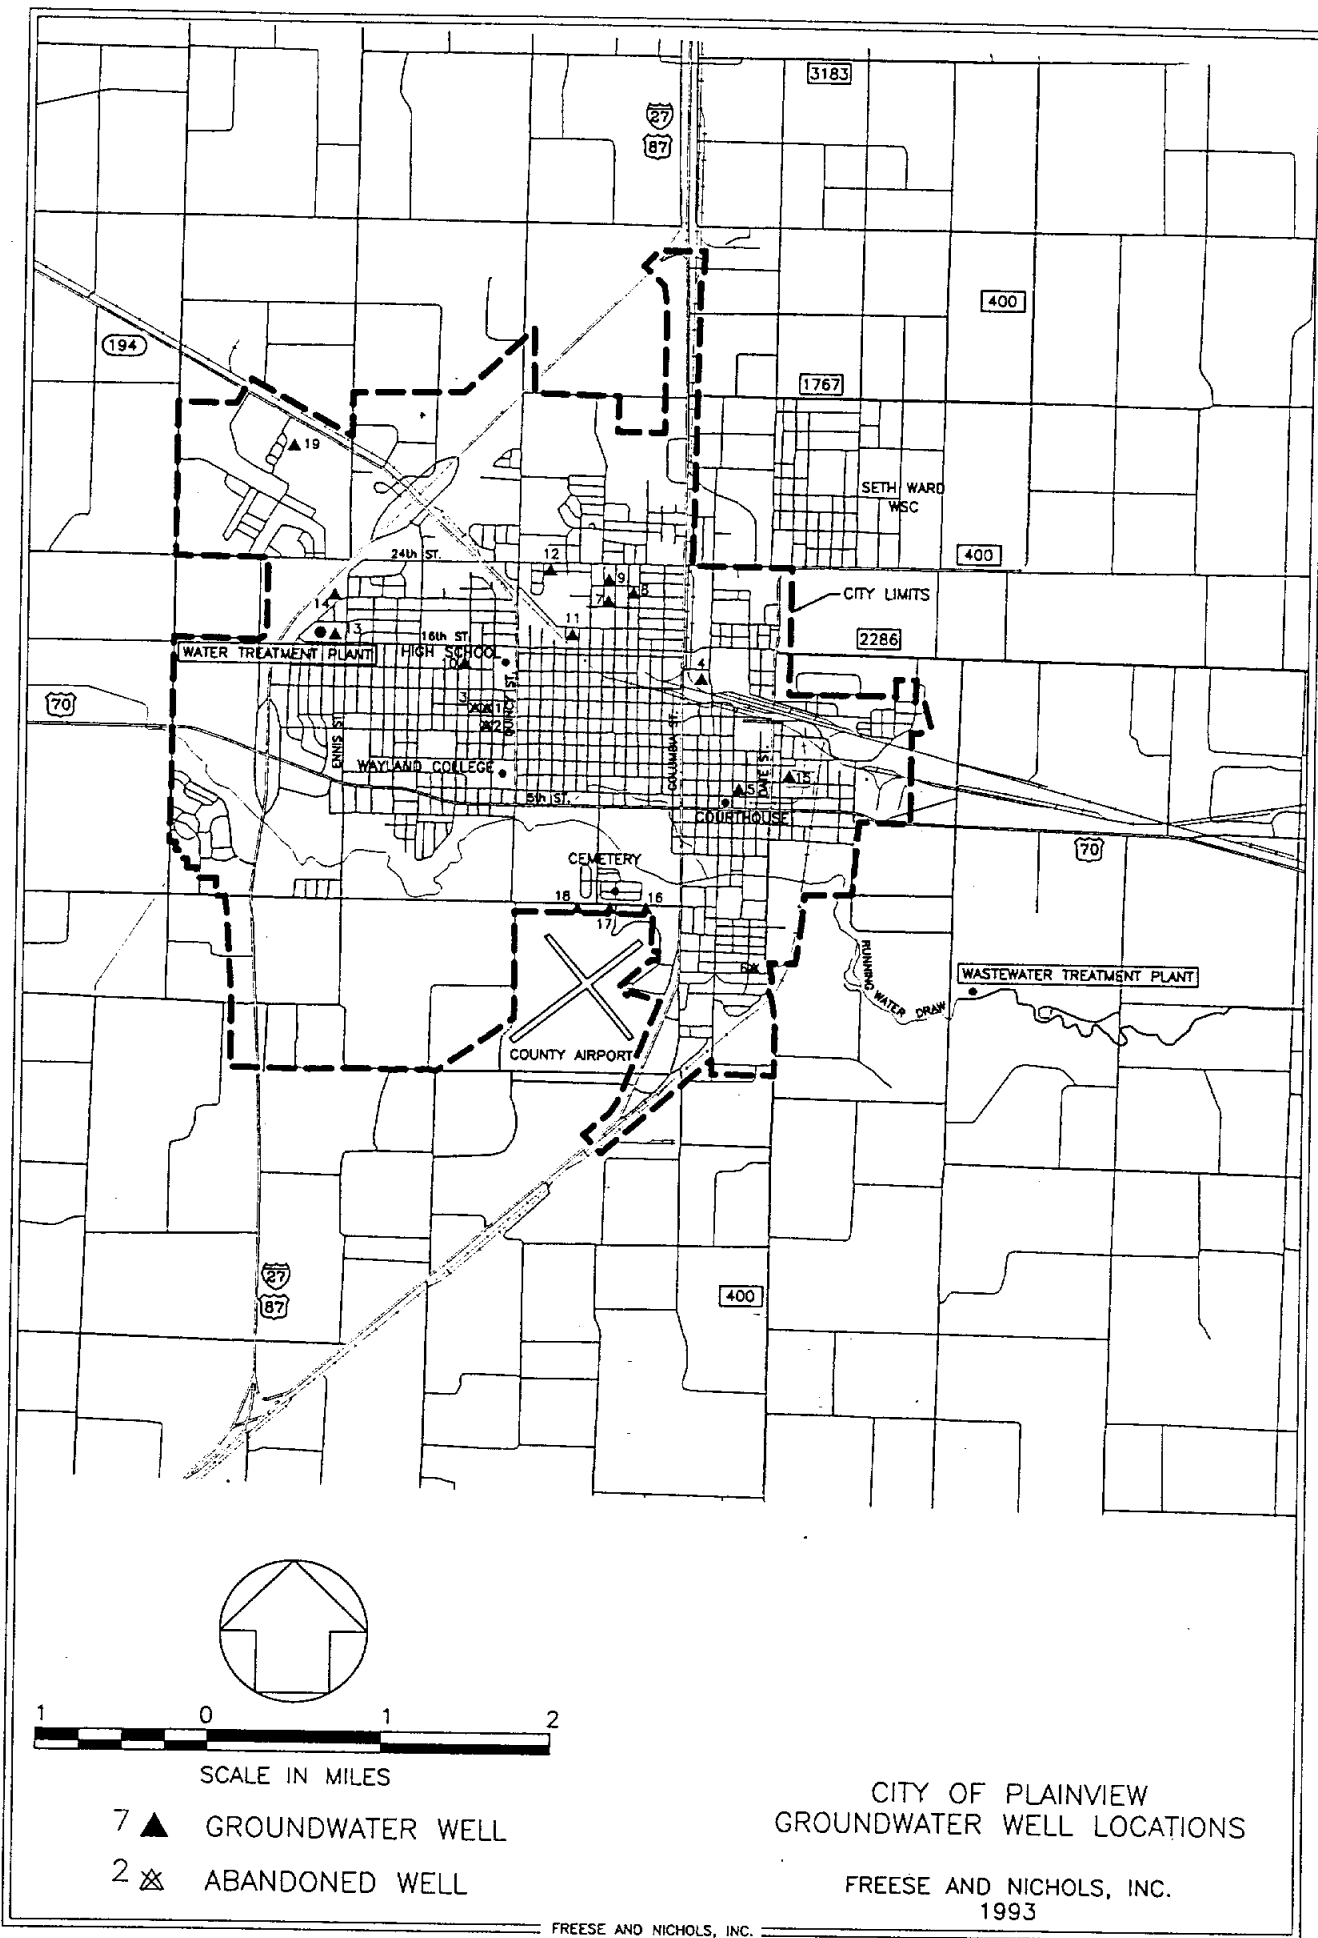 3183
27
87
400
194
1767
19
SETH WARD
WSC
24th ST.
12
400
9
8
7
14
CITY LIMITS
11
13
16th ST.
2286
WATER TREATMENT PLANT
HIGH SCHOOL
10
4
70
3
1
2
QUINCY ST.
ENNIS ST.
COLUMBIA ST.
DATE ST.
WAYLAND COLLEGE
15
5
5th ST.
COURTHOUSE
70
CEMETERY
18
17
16
6
RUNNING WATER DRAW
WASTEWATER TREATMENT PLANT
COUNTY AIRPORT
27
87
400
1 0 1 2
SCALE IN MILES
7 GROUNDWATER WELL
2 ABANDONED WELL
CITY OF PLAINVIEW
GROUNDWATER WELL LOCATIONS
FREESE AND NICHOLS, INC.
1993
FREESE AND NICHOLS, INC.